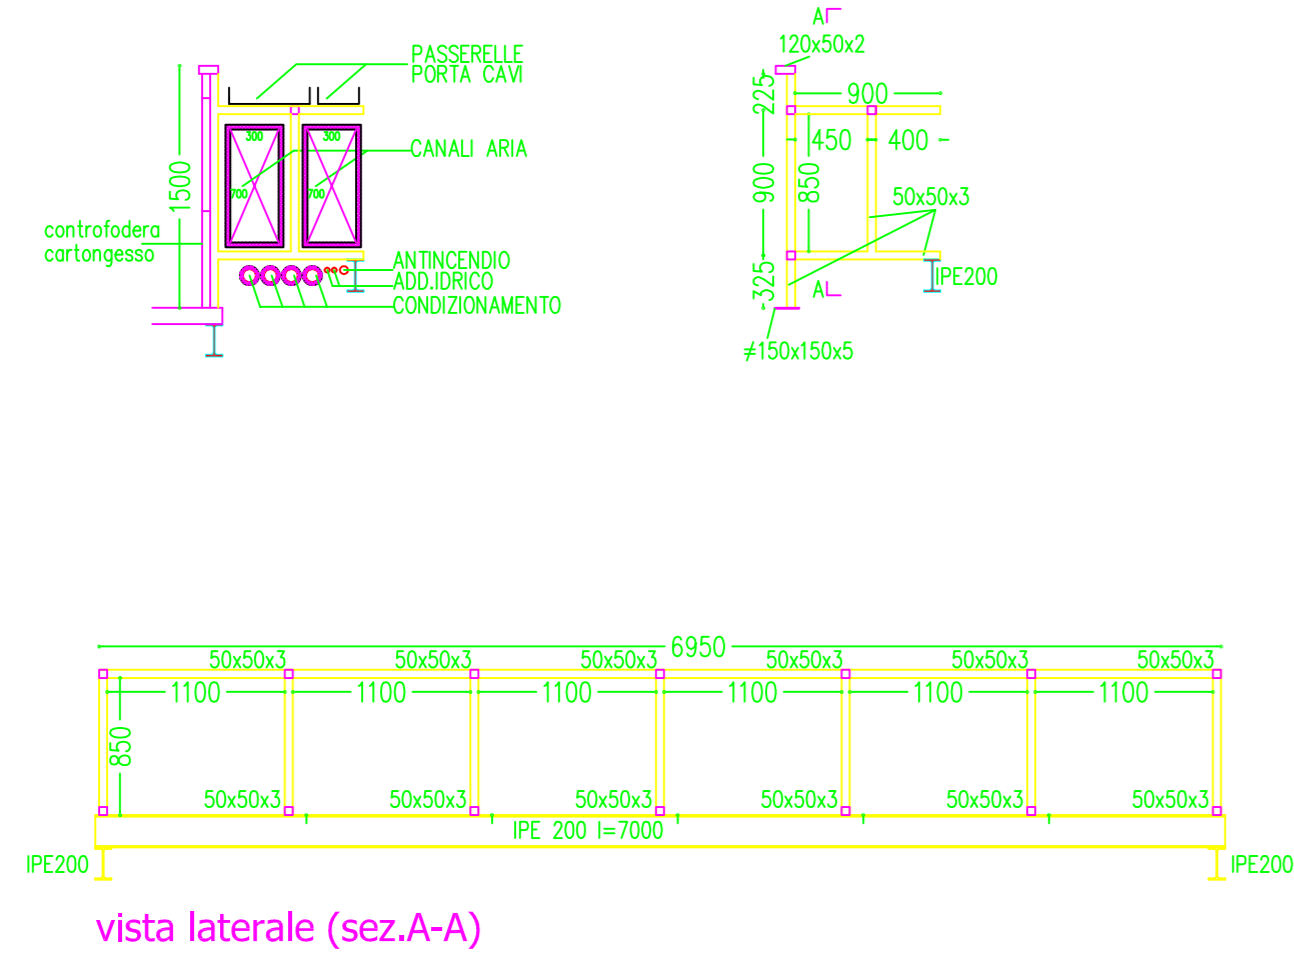 PASSERELLE
PORTA CAVI
300
300
CANALI ARIA
700
700
1500
controfodera
cartongesso
ANTINCENDIO
ADD.IDRICO
CONDIZIONAMENTO
A
120x50x2
225
900
450
400
900
850
50x50x3
325
A
IPE200
≠150x150x5
6950
50x50x3 50x50x3 50x50x3 50x50x3 50x50x3 50x50x3
1100 1100 1100 1100 1100 1100
850
50x50x3 50x50x3 50x50x3 50x50x3 50x50x3 50x50x3
IPE 200 l=7000
IPE200
IPE200
vista laterale (sez.A-A)